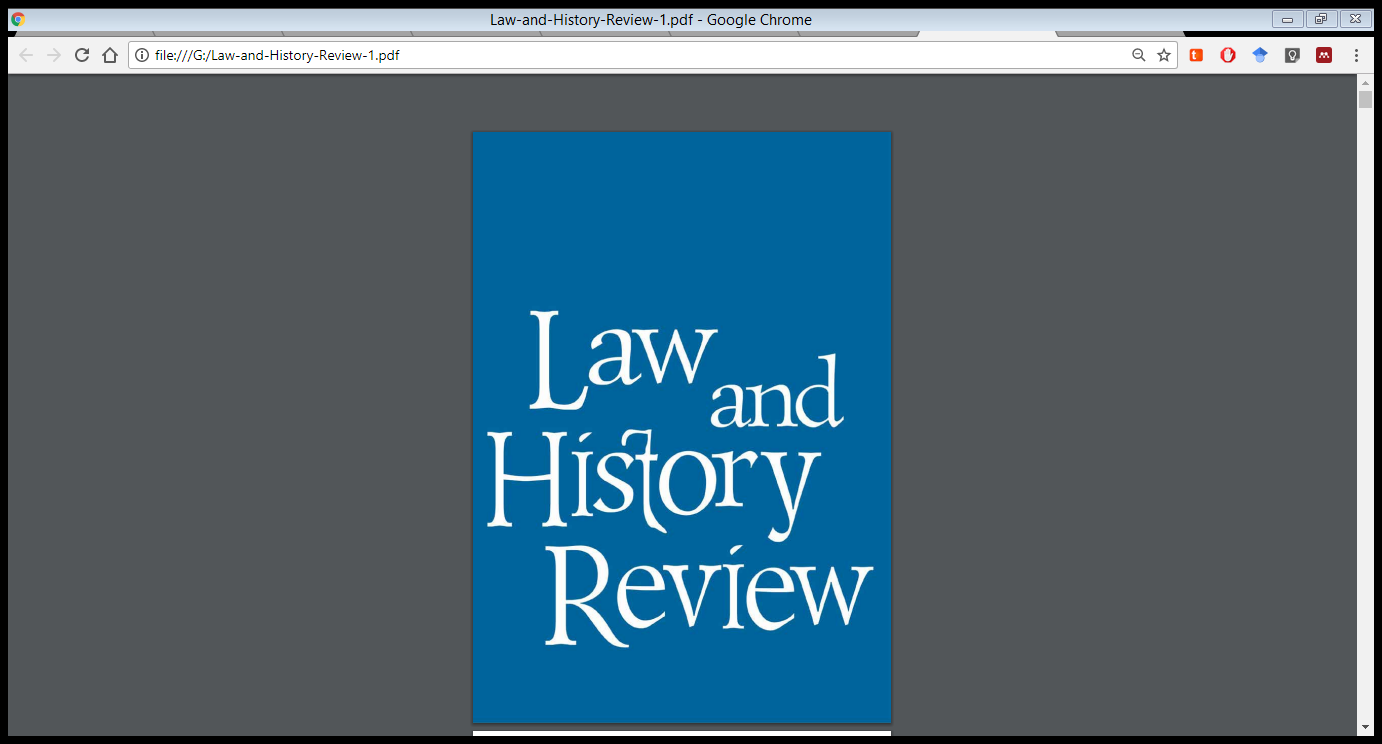 Law-and-History-Review-1.pdf - Google Chrome
file:///G:/Law-and-History-Review-1.pdf
Law
and
History
Review